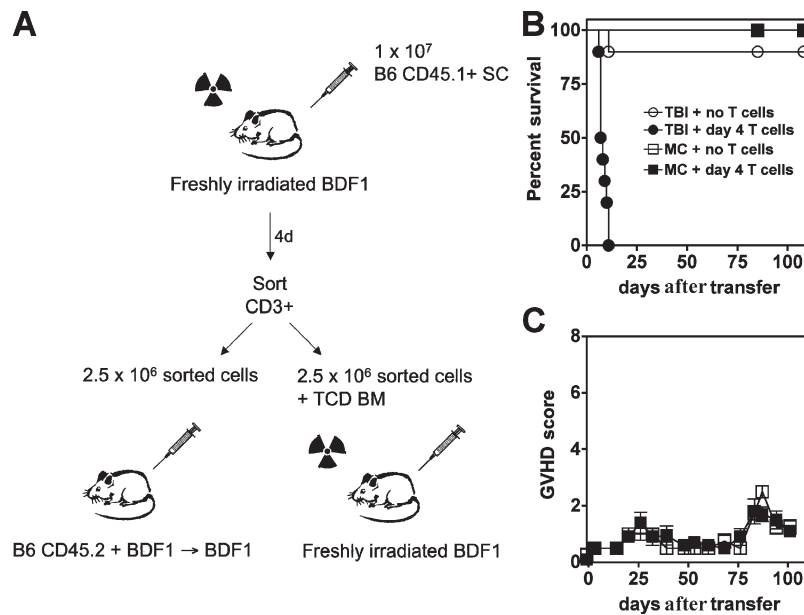 A
1 x 10⁷
B6 CD45.1+ SC
Freshly irradiated BDF1
4d
Sort
CD3+
2.5 x 10⁶ sorted cells
2.5 x 10⁶ sorted cells
+ TCD BM
B6 CD45.2 + BDF1 → BDF1
Freshly irradiated BDF1
B
Percent survival
100
75
50
25
0
TBI + no T cells
TBI + day 4 T cells
MC + no T cells
MC + day 4 T cells
0 25 50 75 100
days after transfer
C
GVHD score
8
6
4
2
0
0 25 50 75 100
days after transfer